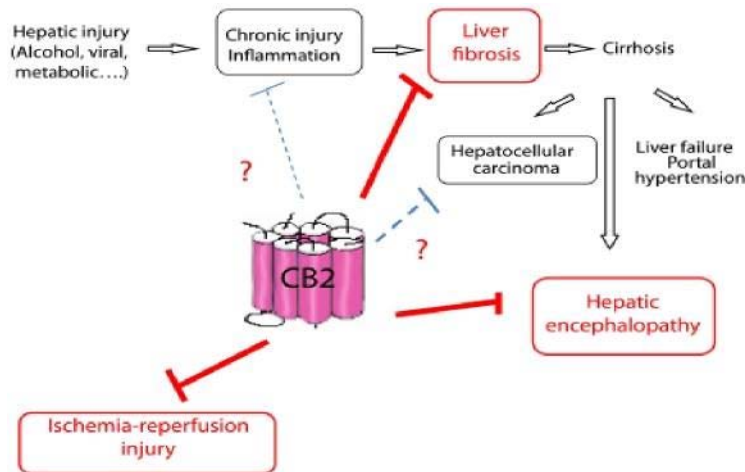 Hepatic injury
(Alcohol, viral,
metabolic....)
Chronic injury
Inflammation
Liver
fibrosis
Cirrhosis
Hepatocellular
carcinoma
Liver failure
Portal
hypertension
?
?
CB2
Hepatic
encephalopathy
Ischemia-reperfusion
injury